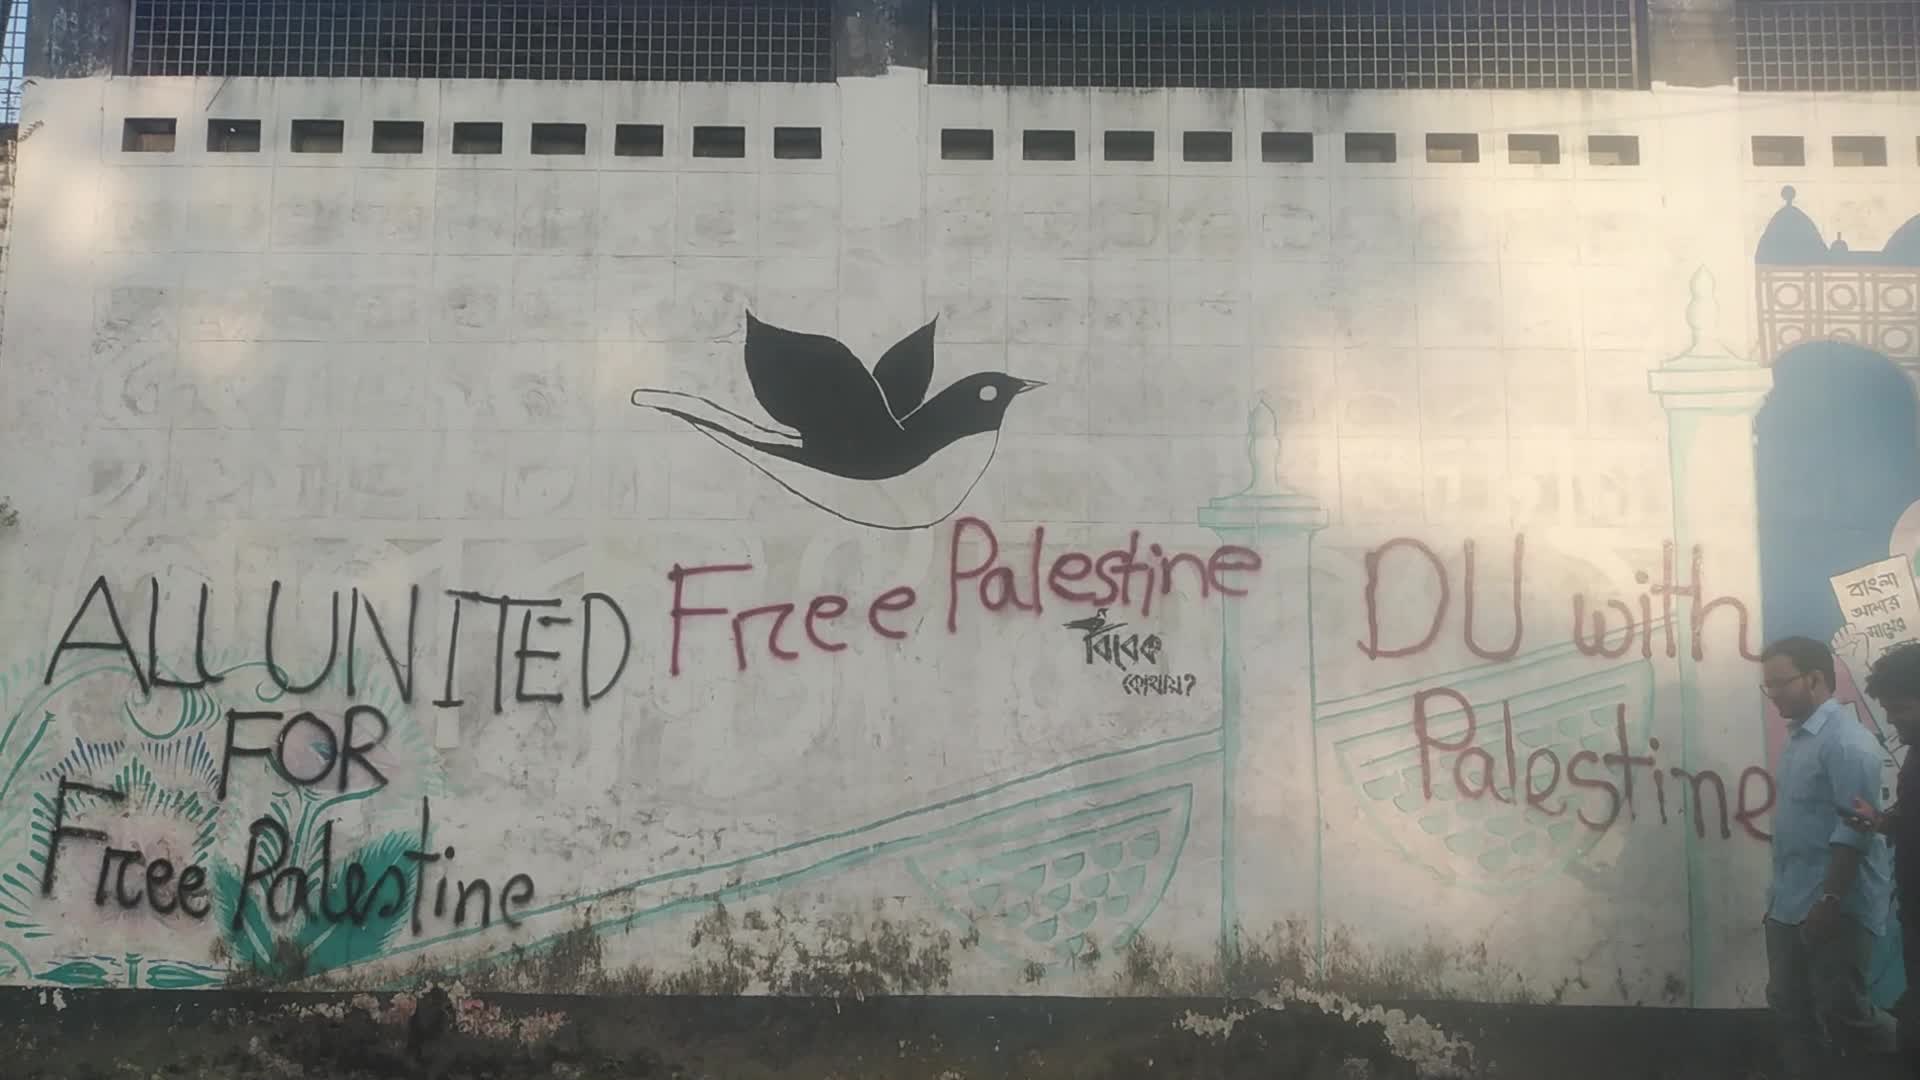 ALL UNITED
FOR
Free Palestine
Free Palestine
বিবেক
কোথায়?
DU with
Palestine
বাংলা
আমার
মায়ের